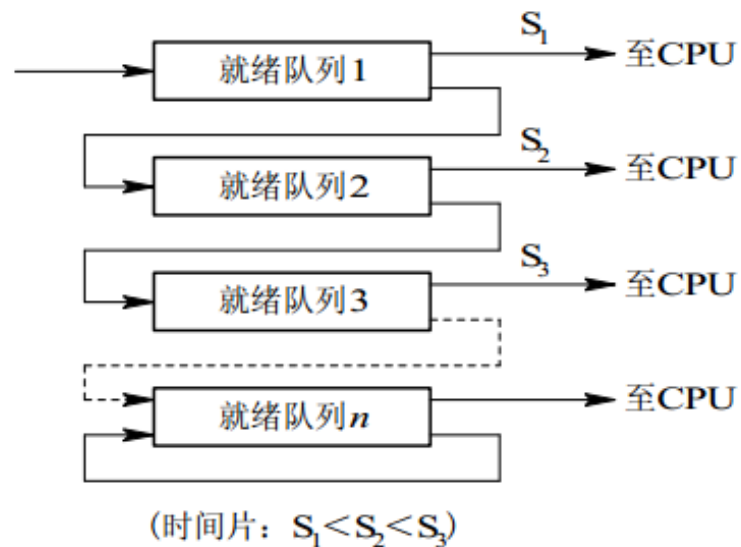 就绪队列1 S1 至CPU
就绪队列2 S2 至CPU
就绪队列3 S3 至CPU
就绪队列n 至CPU
(时间片：S1＜S2＜S3)